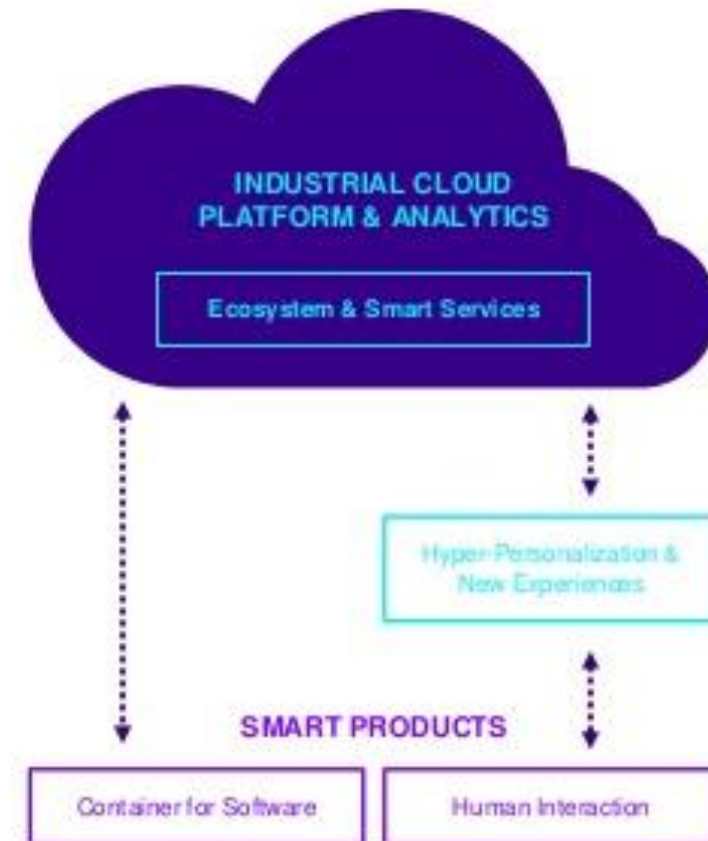 INDUSTRIAL CLOUD
PLATFORM & ANALYTICS
Ecosystem & Smart Services
Hyper-Personalization &
New Experiences
SMART PRODUCTS
Container for Software
Human Interaction